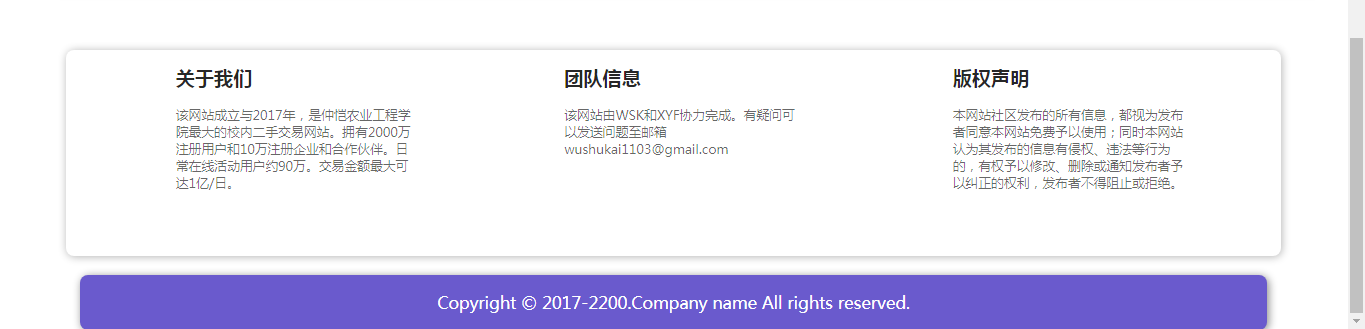 关于我们
该网站成立与2017年，是仲恺农业工程学
院最大的校内二手交易网站。拥有2000万
注册用户和10万注册企业和合作伙伴。日
常在线活动用户约90万。交易金额最大可
达1亿/日。
团队信息
该网站由WSK和XYF协力完成。有疑问可
以发送问题至邮箱
wushukai1103@gmail.com
版权声明
本网站社区发布的所有信息，都视为发布
者同意本网站免费予以使用；同时本网站
认为其发布的信息有侵权、违法等行为
的，有权予以修改、删除或通知发布者予
以纠正的权利，发布者不得阻止或拒绝。
Copyright © 2017-2200.Company name All rights reserved.